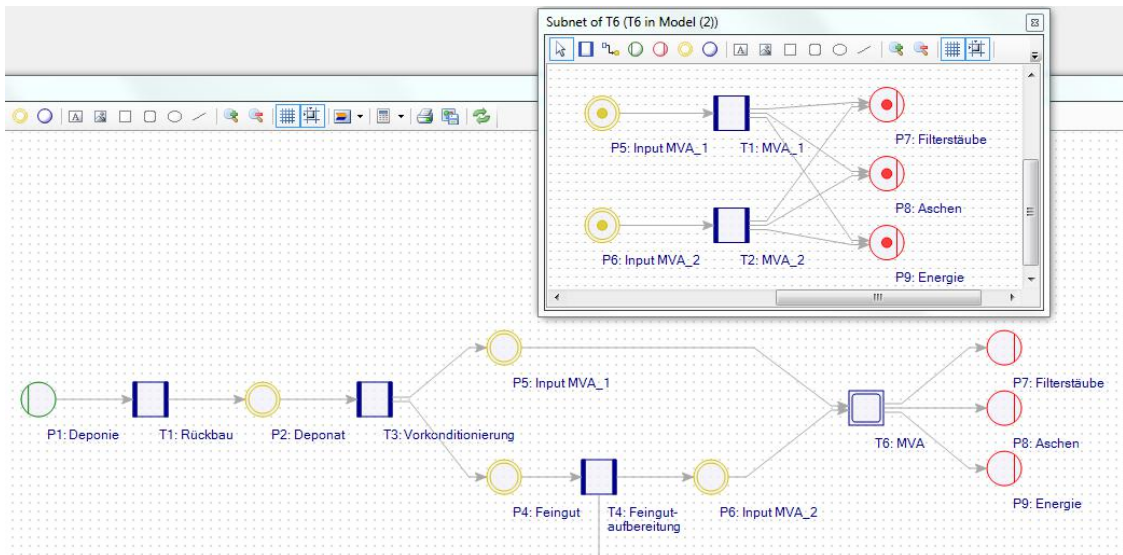 Subnet of T6 (T6 in Model (2))
A
P5: Input MVA_1
T1: MVA_1
P7: Filterstäube
P8: Aschen
P6: Input MVA_2
T2: MVA_2
P9: Energie
A
P5: Input MVA_1
P7: Filterstäube
P1: Deponie
T1: Rückbau
P2: Deponat
T3: Vorkonditionierung
T6: MVA
P8: Aschen
P4: Feingut
T4: Feingut-
aufbereitung
P6: Input MVA_2
P9: Energie